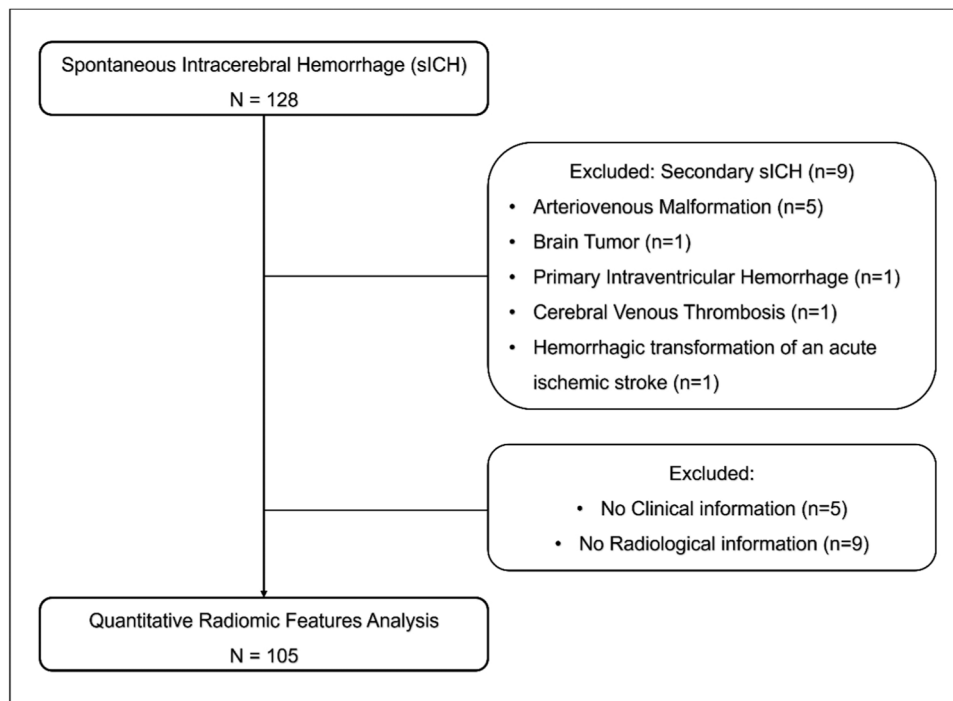 Spontaneous Intracerebral Hemorrhage (sICH)
N = 128
Excluded: Secondary sICH (n=9)
• Arteriovenous Malformation (n=5)
• Brain Tumor (n=1)
• Primary Intraventricular Hemorrhage (n=1)
• Cerebral Venous Thrombosis (n=1)
• Hemorrhagic transformation of an acute
ischemic stroke (n=1)
Excluded:
• No Clinical information (n=5)
• No Radiological information (n=9)
Quantitative Radiomic Features Analysis
N = 105